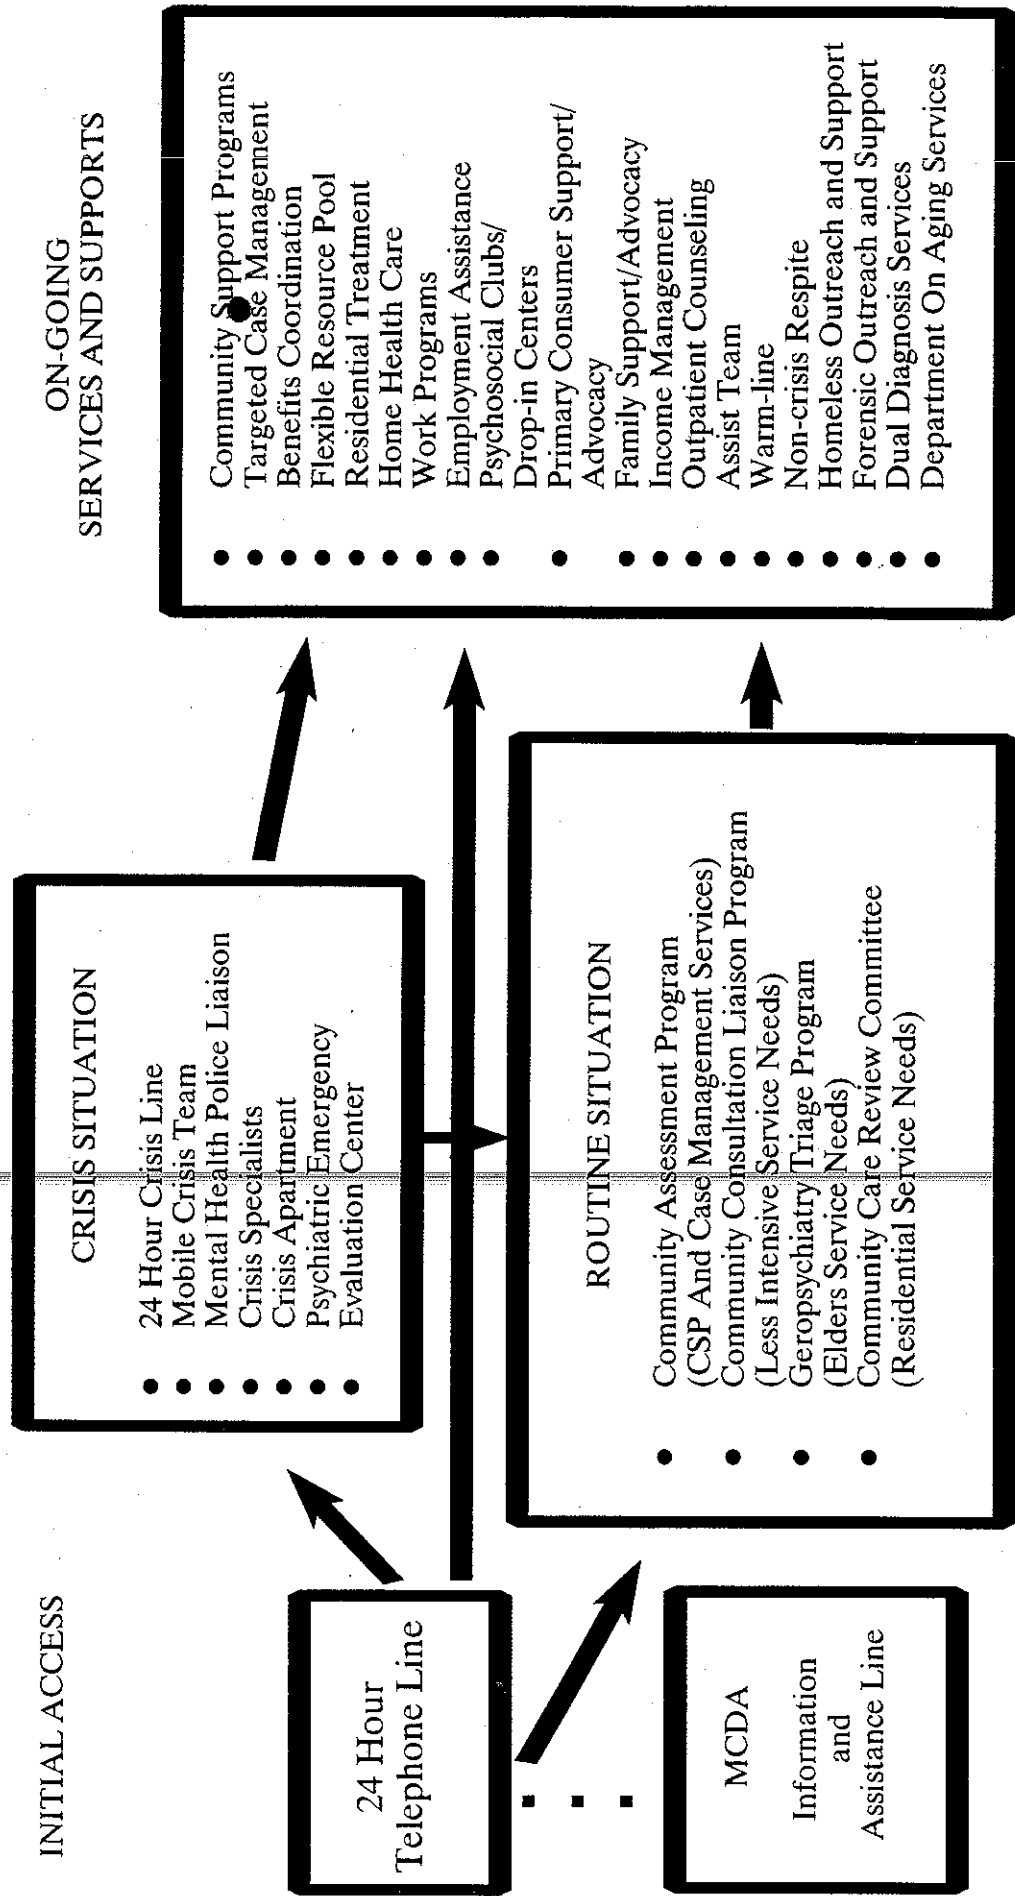 INITIAL ACCESS
24 Hour
Telephone Line
MCDA
Information
and
Assistance Line
CRISIS SITUATION
• 24 Hour Crisis Line
• Mobile Crisis Team
• Mental Health Police Liaison
• Crisis Specialists
• Crisis Apartment
• Psychiatric Emergency
• Evaluation Center
ROUTINE SITUATION
• Community Assessment Program
(CSP And Case Management Services)
• Community Consultation Liaison Program
(Less Intensive Service Needs)
• Geropsychiatry Triage Program
(Elders Service Needs)
• Community Care Review Committee
(Residential Service Needs)
ON-GOING
SERVICES AND SUPPORTS
• Community Support Programs
• Targeted Case Management
• Benefits Coordination
• Flexible Resource Pool
• Residential Treatment
• Home Health Care
• Work Programs
• Employment Assistance
• Psychosocial Clubs/
Drop-in Centers
• Primary Consumer Support/
Advocacy
• Family Support/Advocacy
• Income Management
• Outpatient Counseling
• Assist Team
• Warm-line
• Non-crisis Respite
• Homeless Outreach and Support
• Forensic Outreach and Support
• Dual Diagnosis Services
• Department On Aging Services